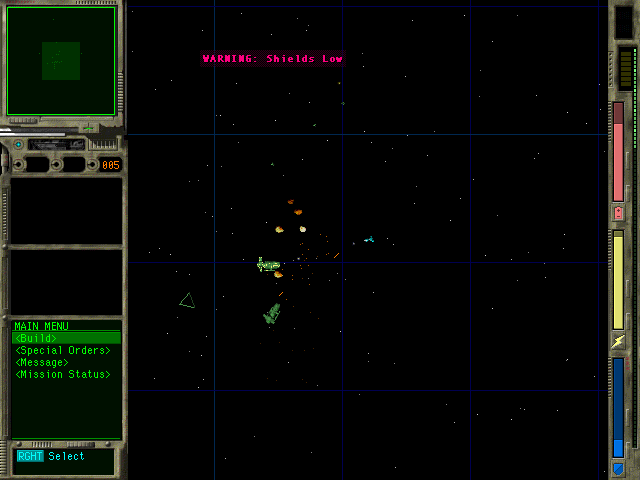 WARNING: Shields Low
005
MAIN MENU
<Build>
<Special Orders>
<Message>
<Mission Status>
RGHT Select